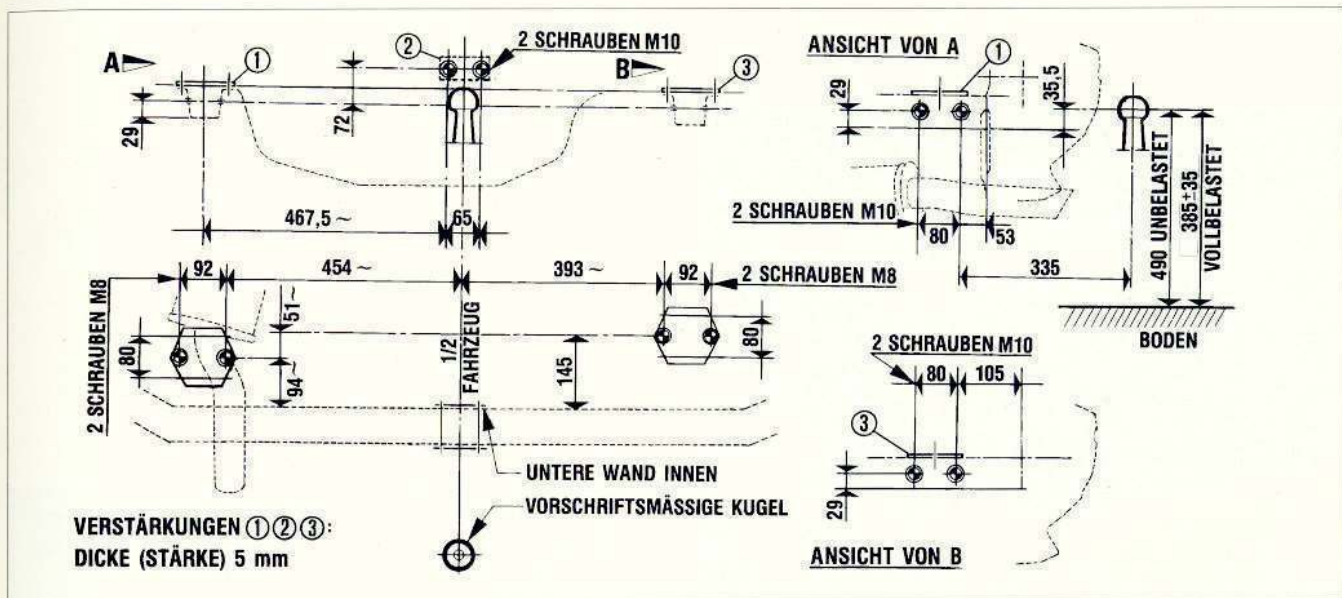 A
①
②
2 SCHRAUBEN M10
B
③
29
72
467,5 ~
65
ANSICHT VON A
①
29
35,5
2 SCHRAUBEN M10
80
53
335
490 UNBELASTET
385±35
VOLLBELASTET
BODEN
2 SCHRAUBEN M8
92
454 ~
393 ~
92
2 SCHRAUBEN M8
80
51~
94~
1/2
FAHRZEUG
145
80
UNTERE WAND INNEN
VORSCHRIFTSMÄSSIGE KUGEL
VERSTÄRKUNGEN ①②③:
DICKE (STÄRKE) 5 mm
2 SCHRAUBEN M10
80
105
③
29
ANSICHT VON B